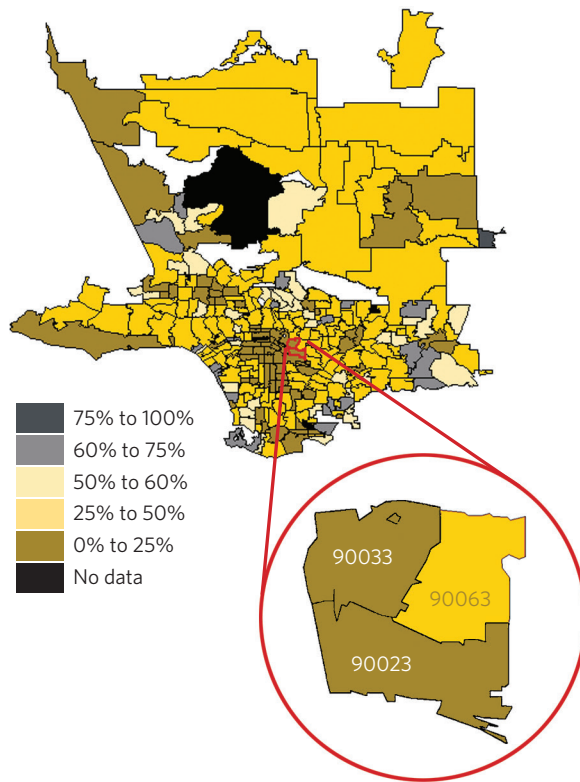 75% to 100%
60% to 75%
50% to 60%
25% to 50%
0% to 25%
No data
90033
90063
90023